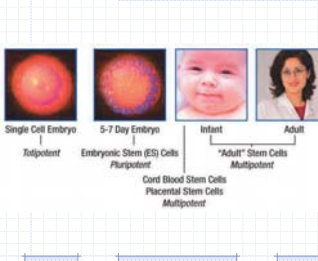 Single Cell Embryo
Totipotent
5-7 Day Embryo
Embryonic Stem (ES) Cells
Pluripotent
Infant
Adult
"Adult" Stem Cells
Multipotent
Cord Blood Stem Cells
Placental Stem Cells
Multipotent